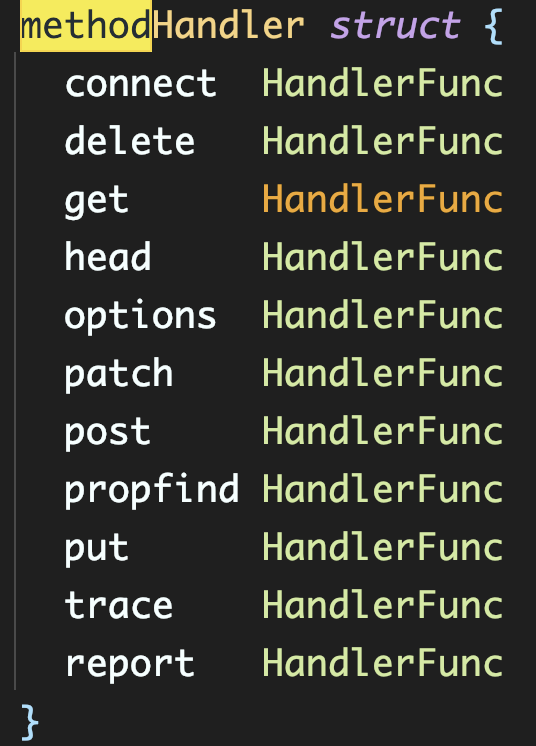 methodHandler struct {
connect HandlerFunc
delete HandlerFunc
get HandlerFunc
head HandlerFunc
options HandlerFunc
patch HandlerFunc
post HandlerFunc
propfind HandlerFunc
put HandlerFunc
trace HandlerFunc
report HandlerFunc
}